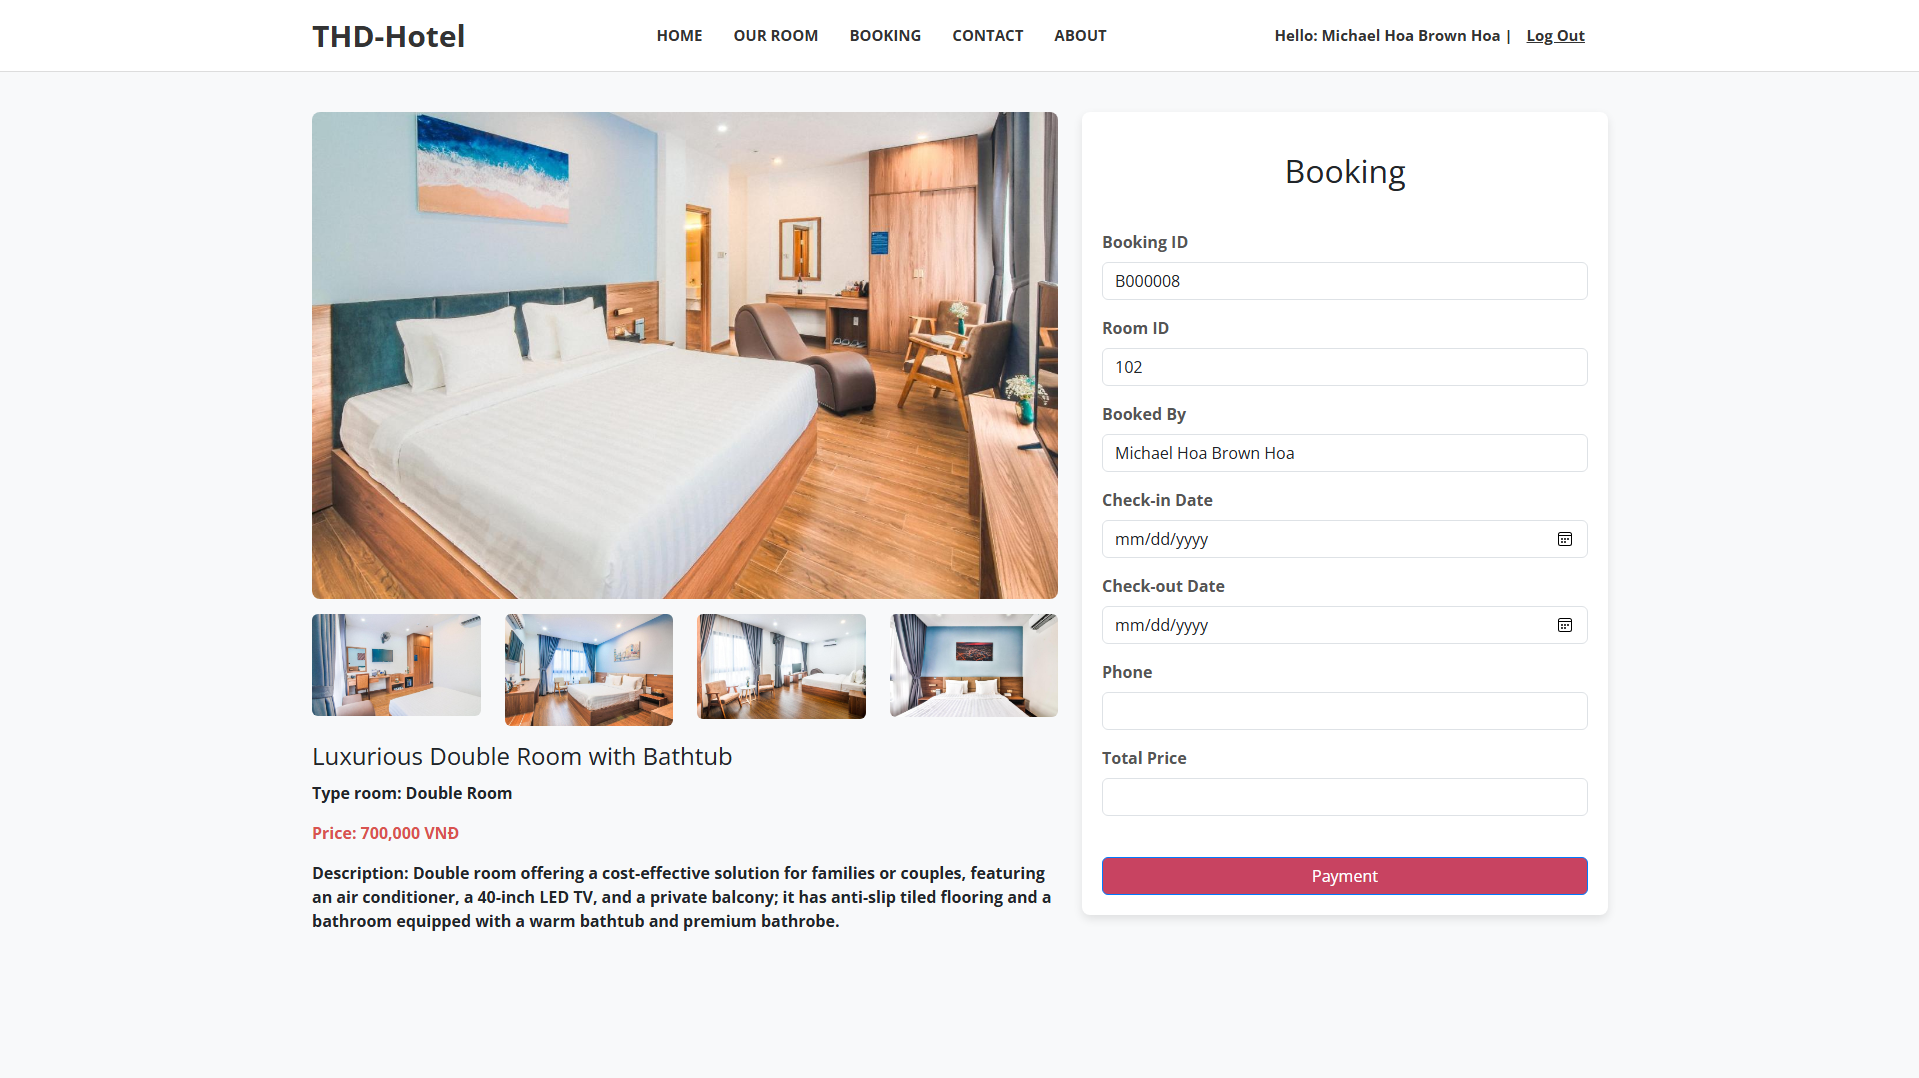 THD-Hotel
HOME OUR ROOM BOOKING CONTACT ABOUT
Hello: Michael Hoa Brown Hoa | Log Out
Luxurious Double Room with Bathtub
Type room: Double Room
Price: 700,000 VNĐ
Description: Double room offering a cost-effective solution for families or couples, featuring
an air conditioner, a 40-inch LED TV, and a private balcony; it has anti-slip tiled flooring and a
bathroom equipped with a warm bathtub and premium bathrobe.
Booking
Booking ID
B000008
Room ID
102
Booked By
Michael Hoa Brown Hoa
Check-in Date
mm/dd/yyyy
Check-out Date
mm/dd/yyyy
Phone
Total Price
Payment